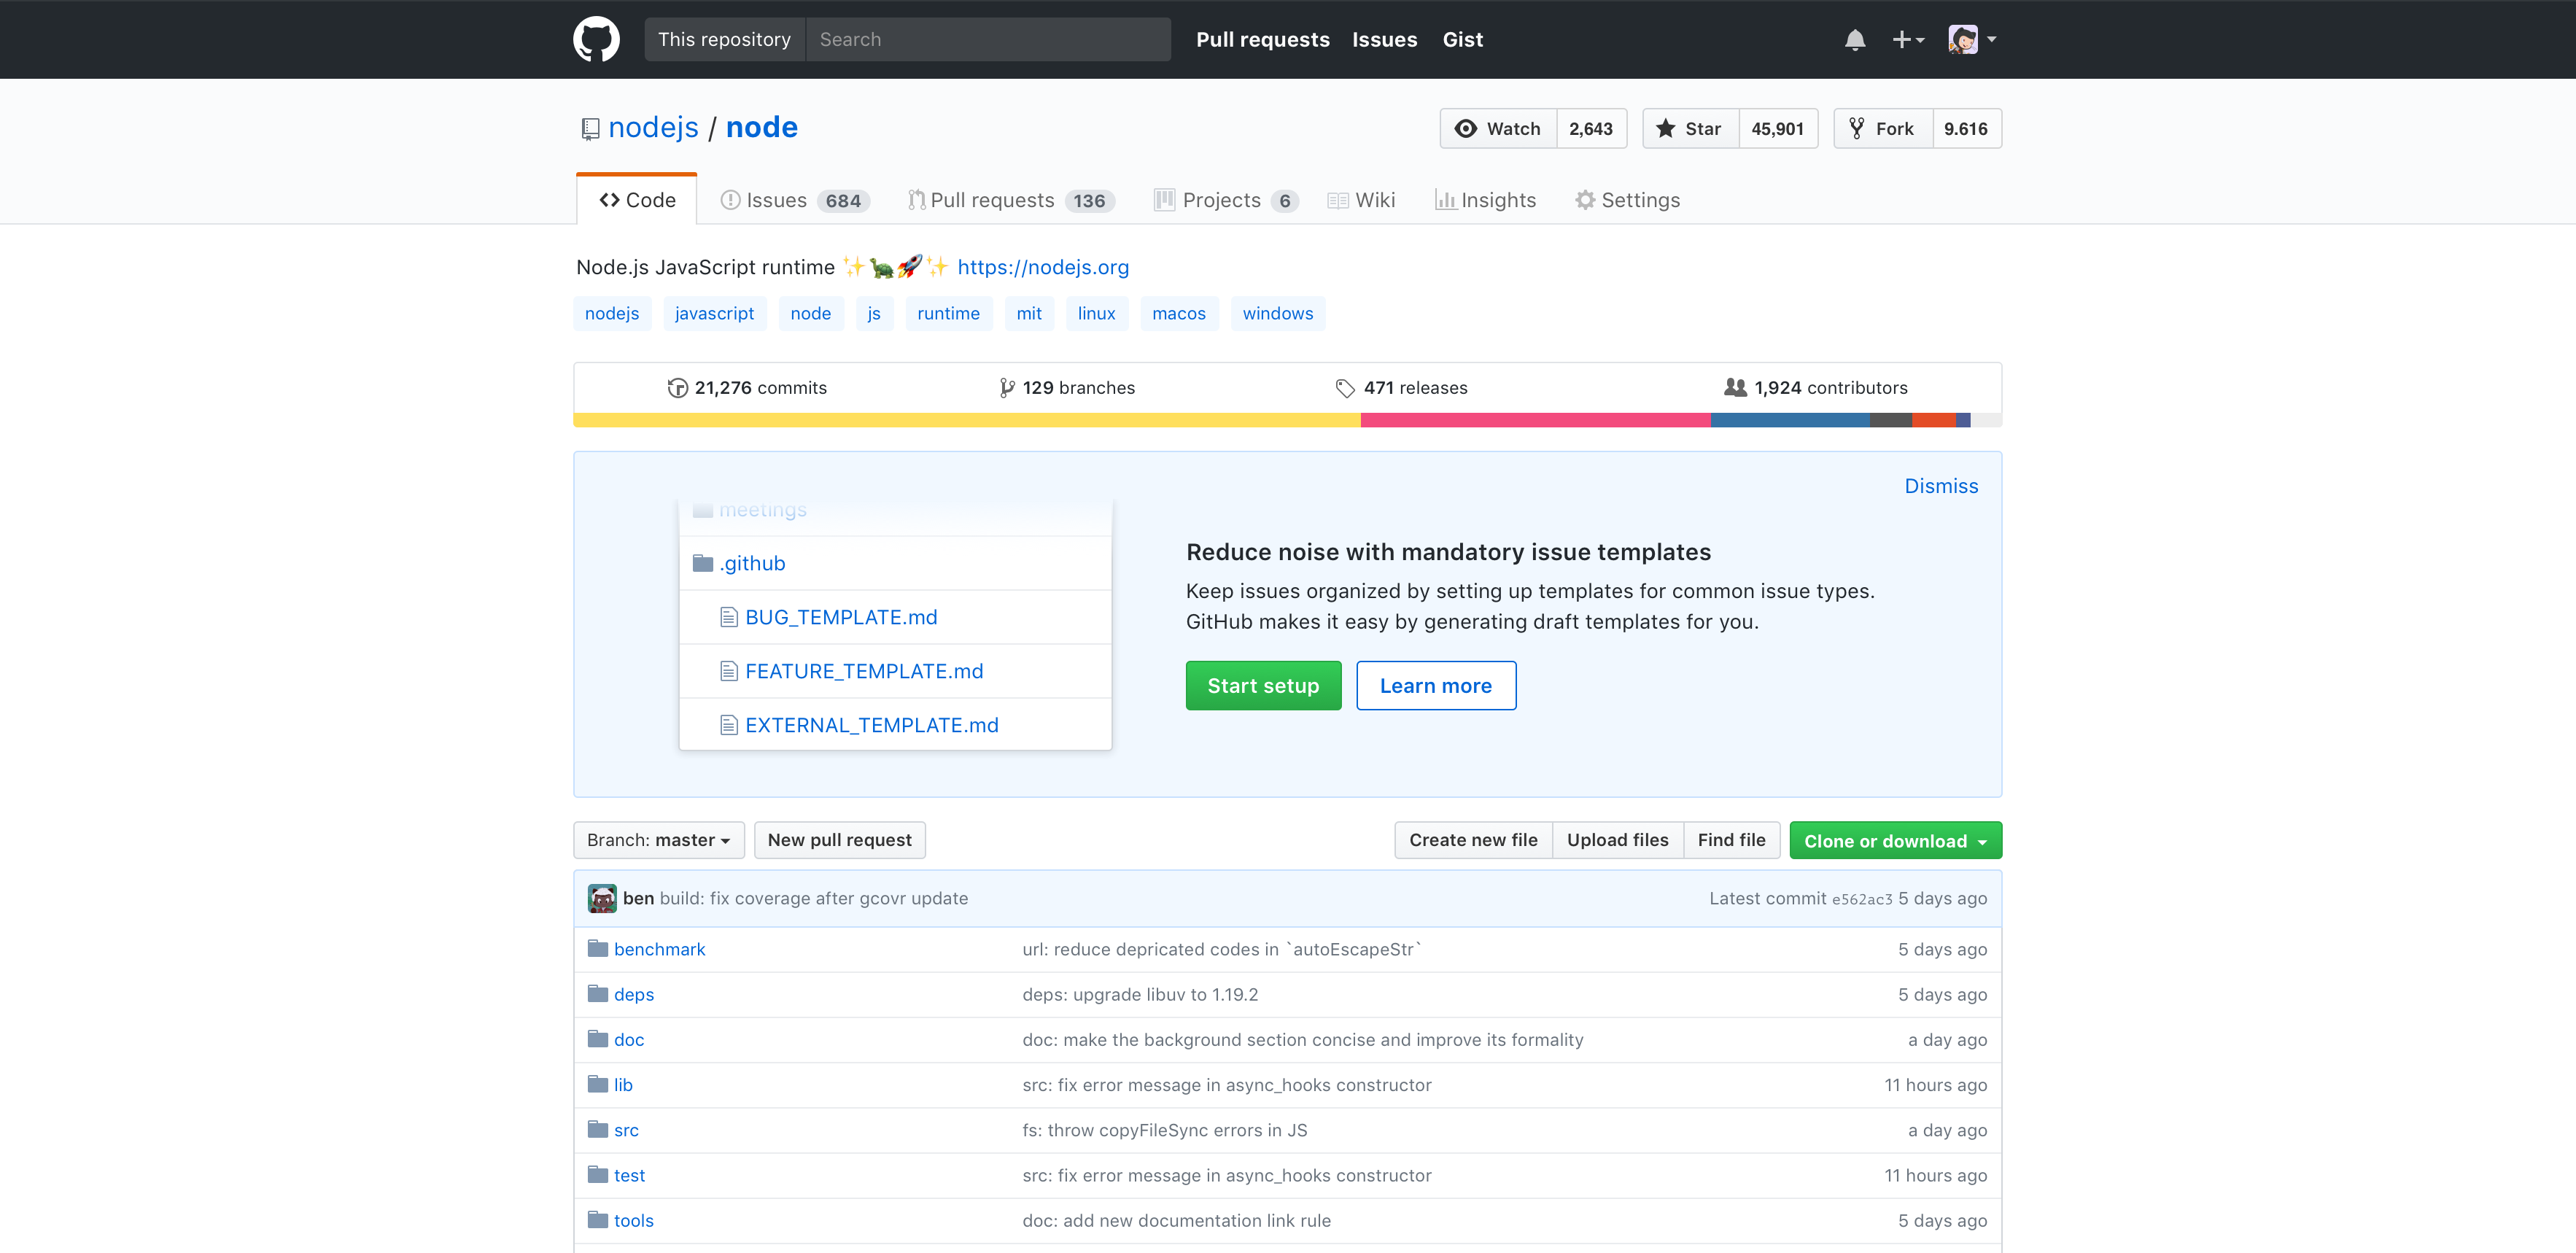 This repository Search Pull requests Issues Gist
nodejs / node Watch 2,643 Star 45,901 Fork 9.616
Code Issues 684 Pull requests 136 Projects 6 Wiki Insights Settings
Node.js JavaScript runtime ✨🐢🚀✨ https://nodejs.org
nodejs javascript node js runtime mit linux macos windows
21,276 commits 129 branches 471 releases 1,924 contributors
Dismiss
meetings
.github
BUG_TEMPLATE.md
FEATURE_TEMPLATE.md
EXTERNAL_TEMPLATE.md
Reduce noise with mandatory issue templates
Keep issues organized by setting up templates for common issue types.
GitHub makes it easy by generating draft templates for you.
Start setup Learn more
Branch: master New pull request Create new file Upload files Find file Clone or download
ben build: fix coverage after gcovr update Latest commit e562ac3 5 days ago
benchmark url: reduce depricated codes in `autoEscapeStr` 5 days ago
deps deps: upgrade libuv to 1.19.2 5 days ago
doc doc: make the background section concise and improve its formality a day ago
lib src: fix error message in async_hooks constructor 11 hours ago
src fs: throw copyFileSync errors in JS a day ago
test src: fix error message in async_hooks constructor 11 hours ago
tools doc: add new documentation link rule 5 days ago